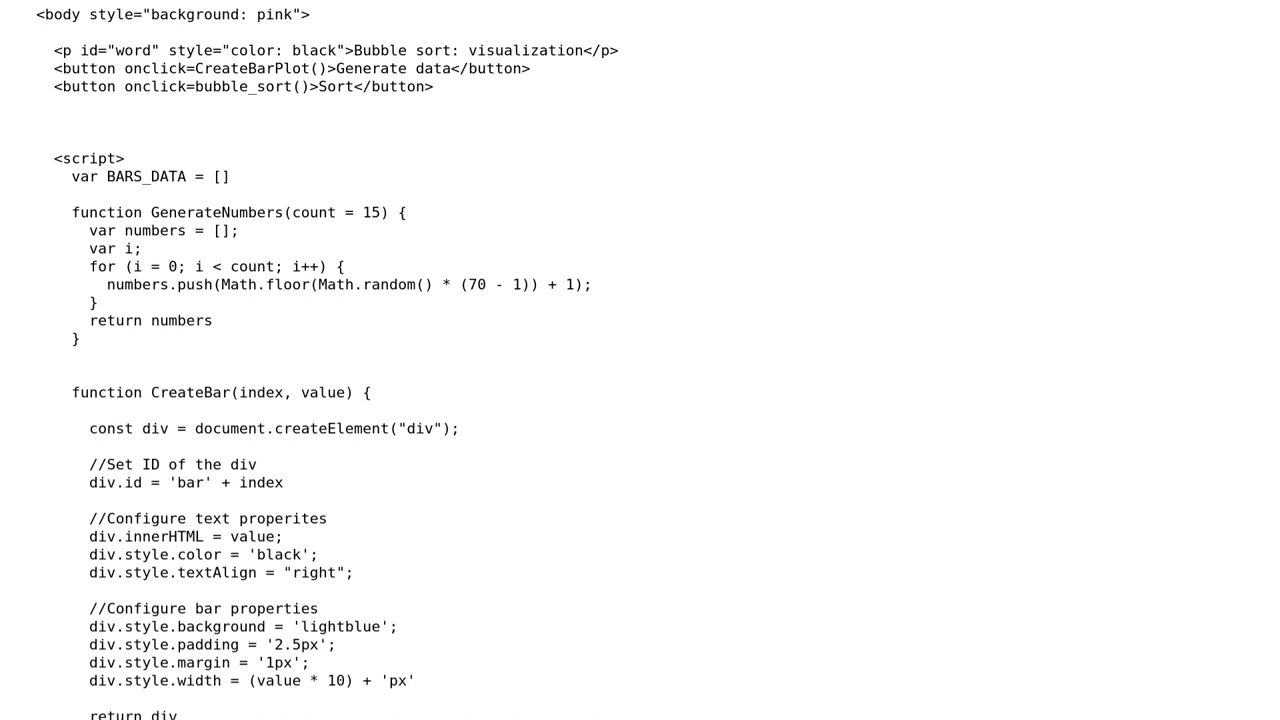 <body style="background: pink">
<p id="word" style="color: black">Bubble sort: visualization</p>
<button onclick=CreateBarPlot()>Generate data</button>
<button onclick=bubble_sort()>Sort</button>
<script>
var BARS_DATA = []
function GenerateNumbers(count = 15) {
var numbers = [];
var i;
for (i = 0; i < count; i++) {
numbers.push(Math.floor(Math.random() * (70 - 1)) + 1);
}
return numbers
}
function CreateBar(index, value) {
const div = document.createElement("div");
//Set ID of the div
div.id = 'bar' + index
//Configure text properites
div.innerHTML = value;
div.style.color = 'black';
div.style.textAlign = "right";
//Configure bar properties
div.style.background = 'lightblue';
div.style.padding = '2.5px';
div.style.margin = '1px';
div.style.width = (value * 10) + 'px'
return div